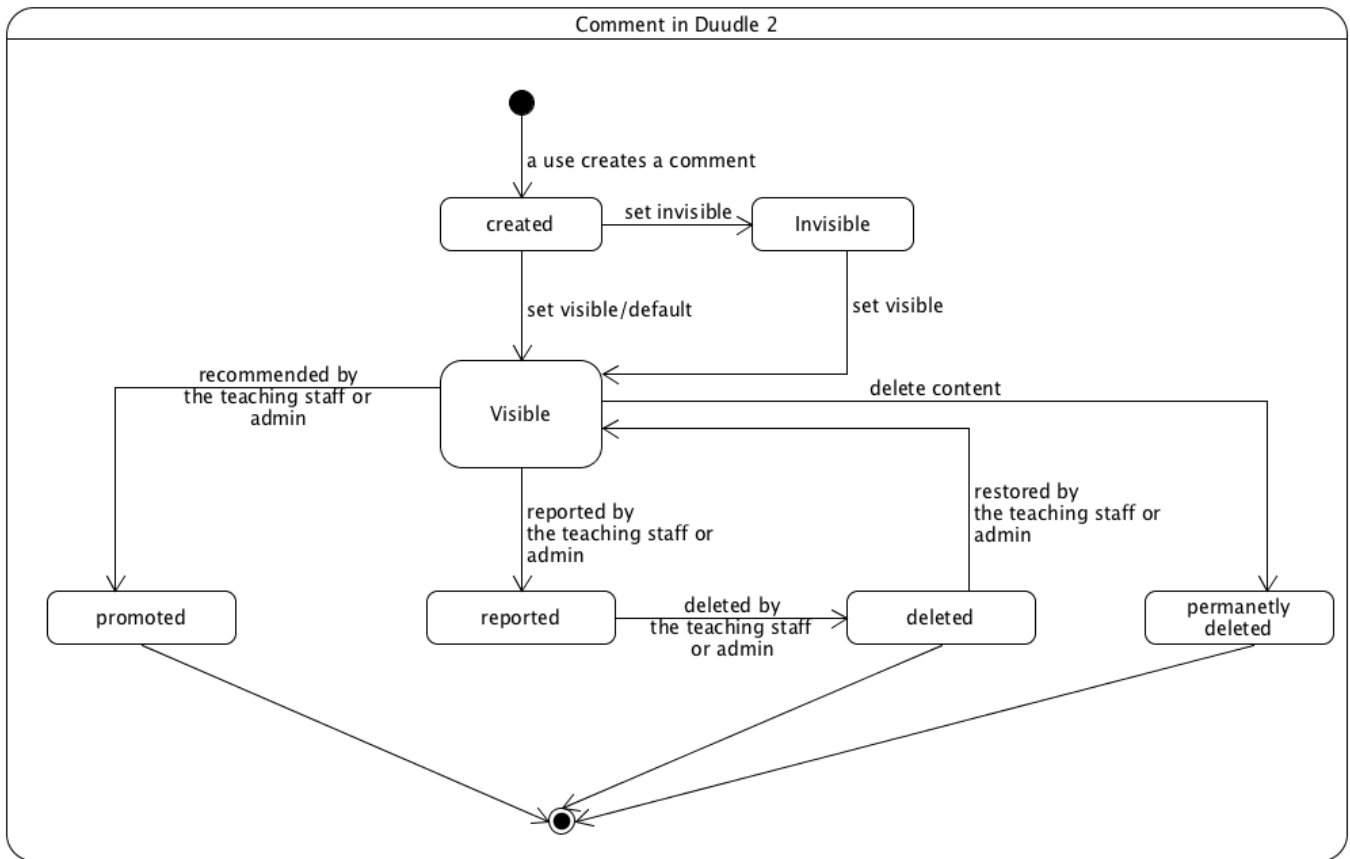 Comment in Duudle 2
a use creates a comment
created
set invisible
Invisible
set visible/default
set visible
recommended by
the teaching staff or
admin
Visible
delete content
reported by
the teaching staff or
admin
restored by
the teaching staff or
admin
promoted
reported
deleted by
the teaching staff
or admin
deleted
permanetly
deleted